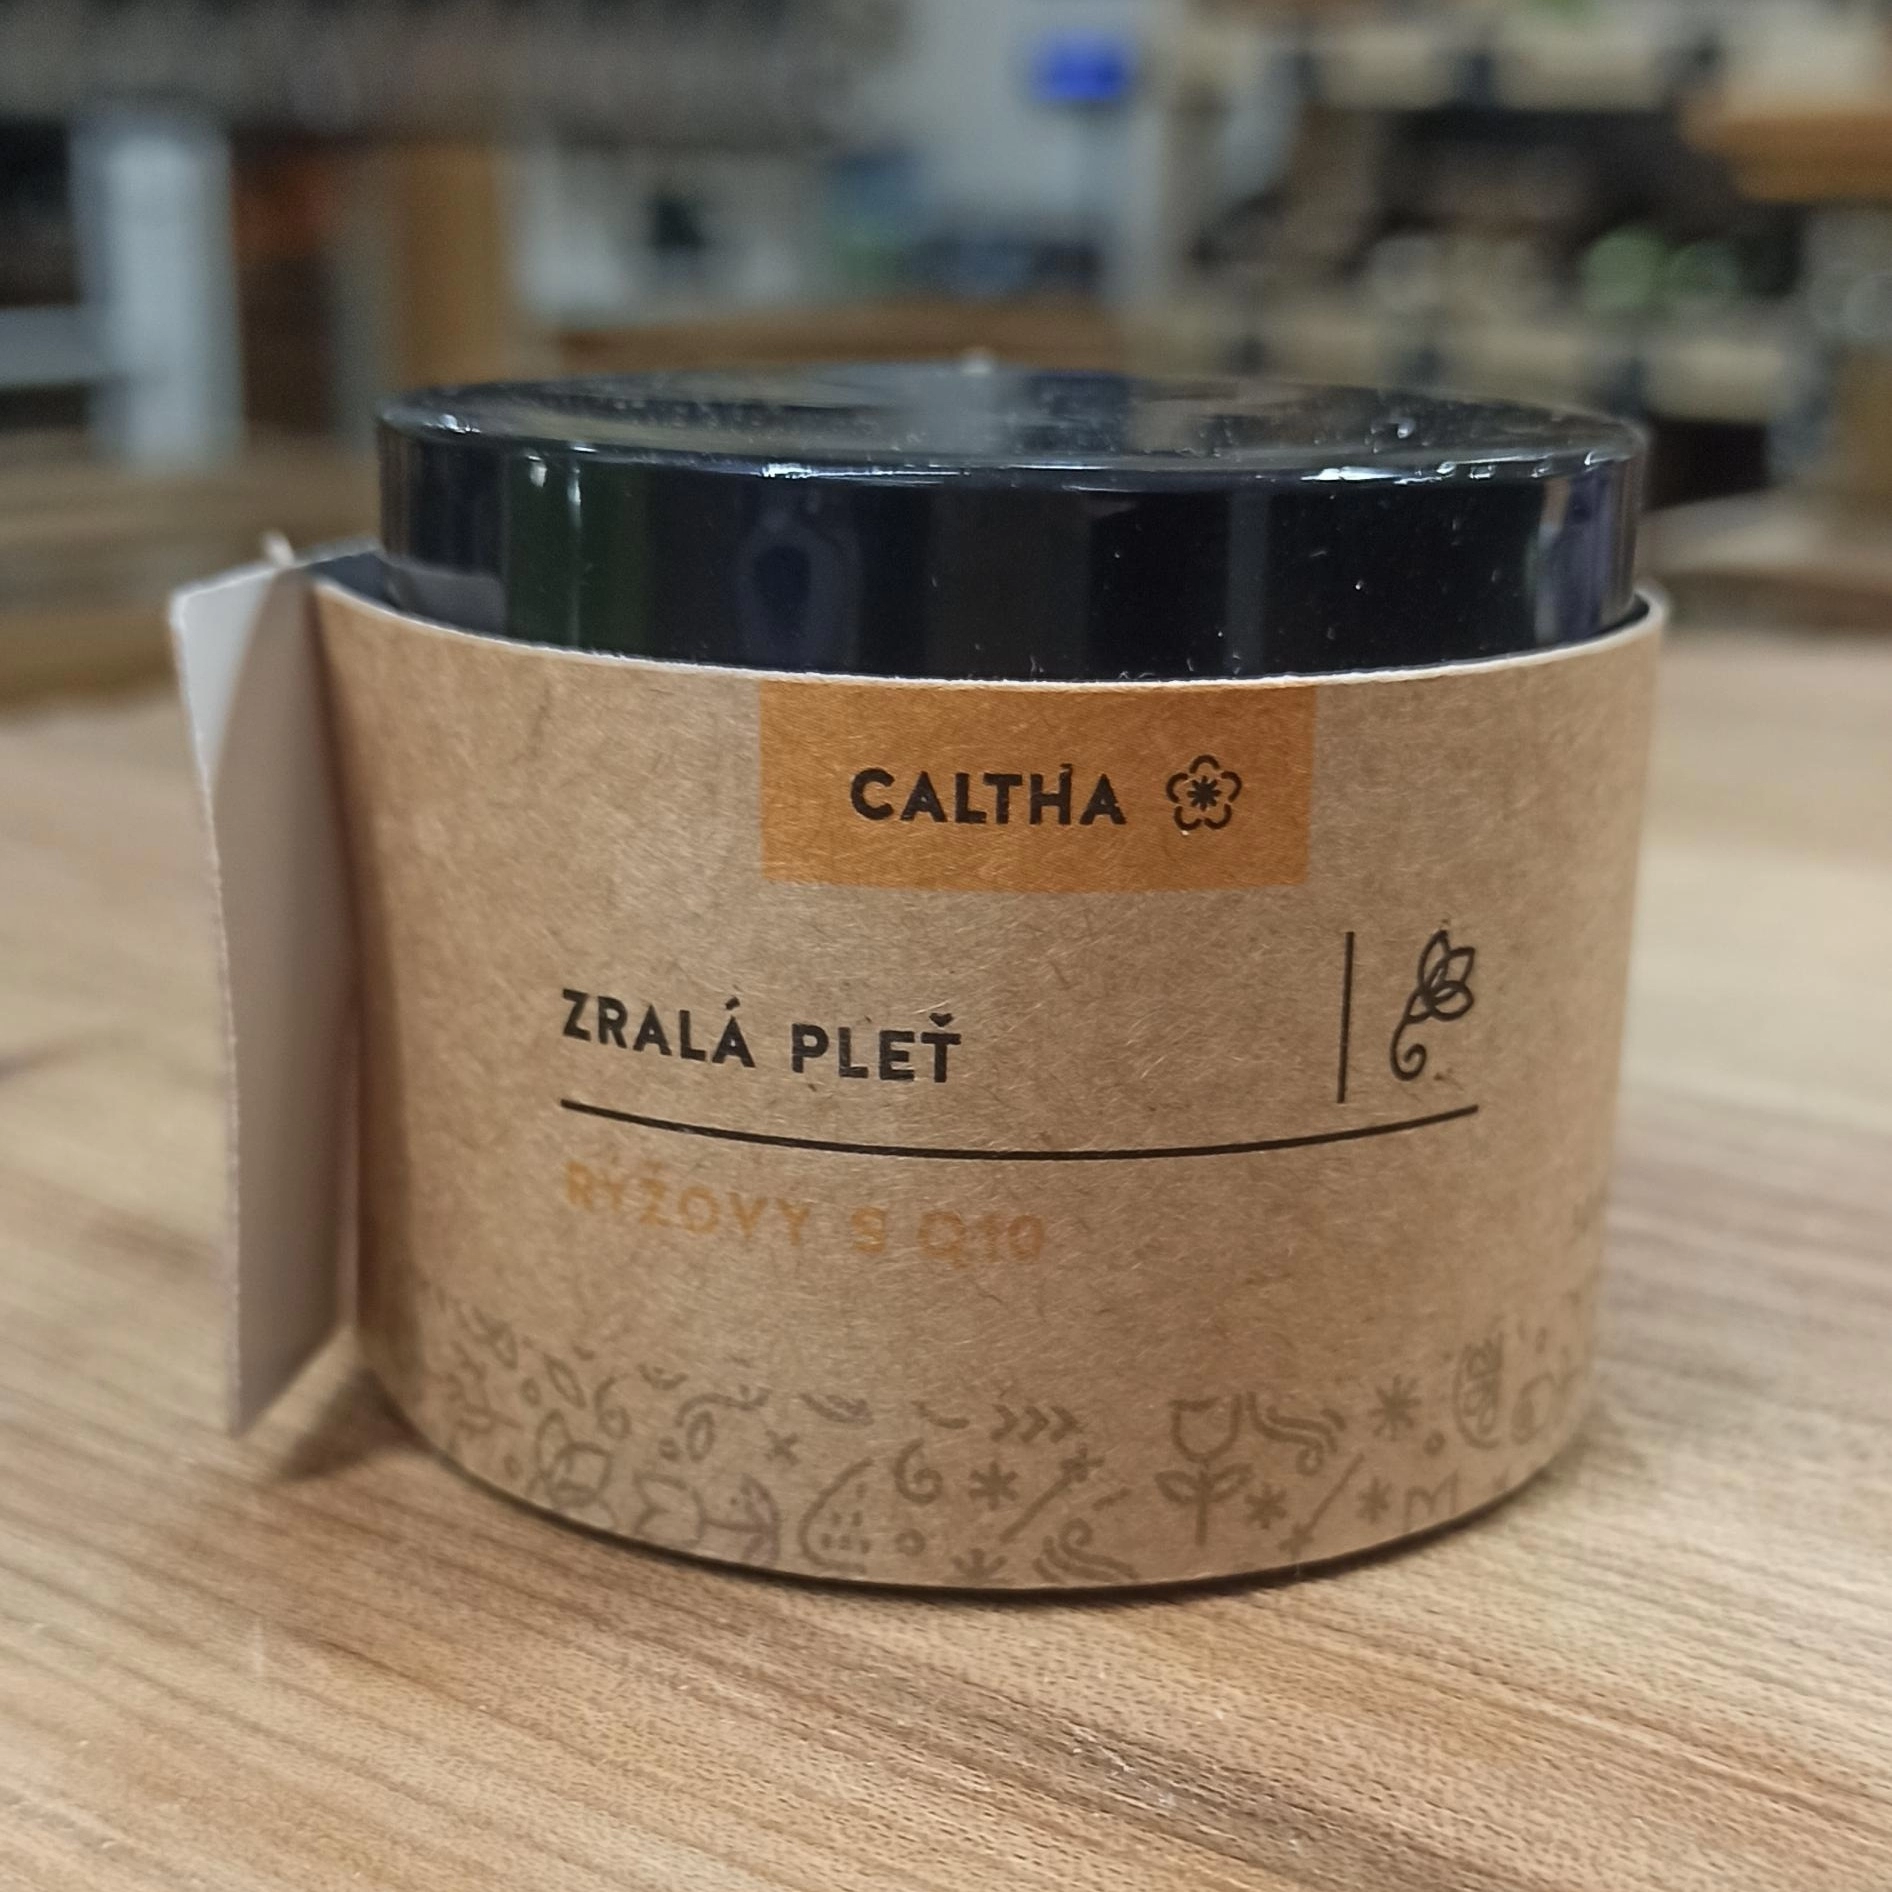 CALTHA
ZRALÁ PLEŤ
RÝŽOVÝ S Q10